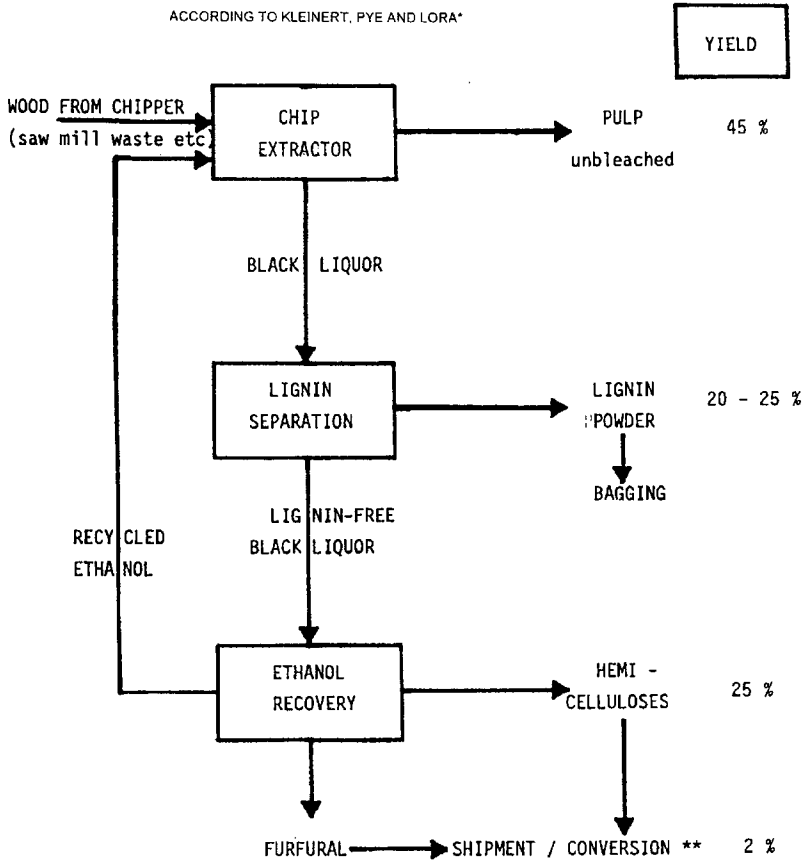 ACCORDING TO KLEINERT, PYE AND LORA*
YIELD
WOOD FROM CHIPPER
(saw mill waste etc)
CHIP
EXTRACTOR
PULP
unbleached
45 %
BLACK LIQUOR
LIGNIN
SEPARATION
LIGNIN
PPOWDER
20 - 25 %
BAGGING
LIGNIN-FREE
BLACK LIQUOR
RECYCLED
ETHANOL
ETHANOL
RECOVERY
HEMI -
CELLULOSES
25 %
FURFURAL
SHIPMENT / CONVERSION ** 2 %